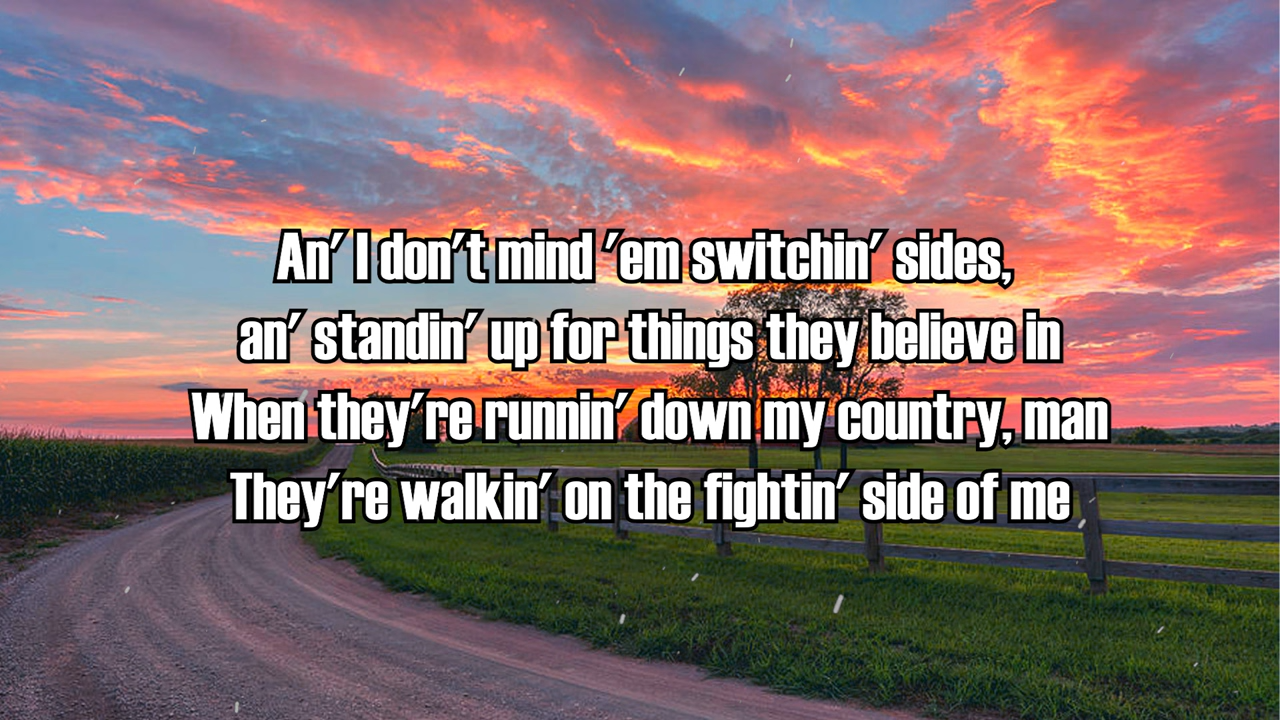 An' I don't mind 'em switchin' sides,
an' standin' up for things they believe in
When they're runnin' down my country, man
They're walkin' on the fightin' side of me